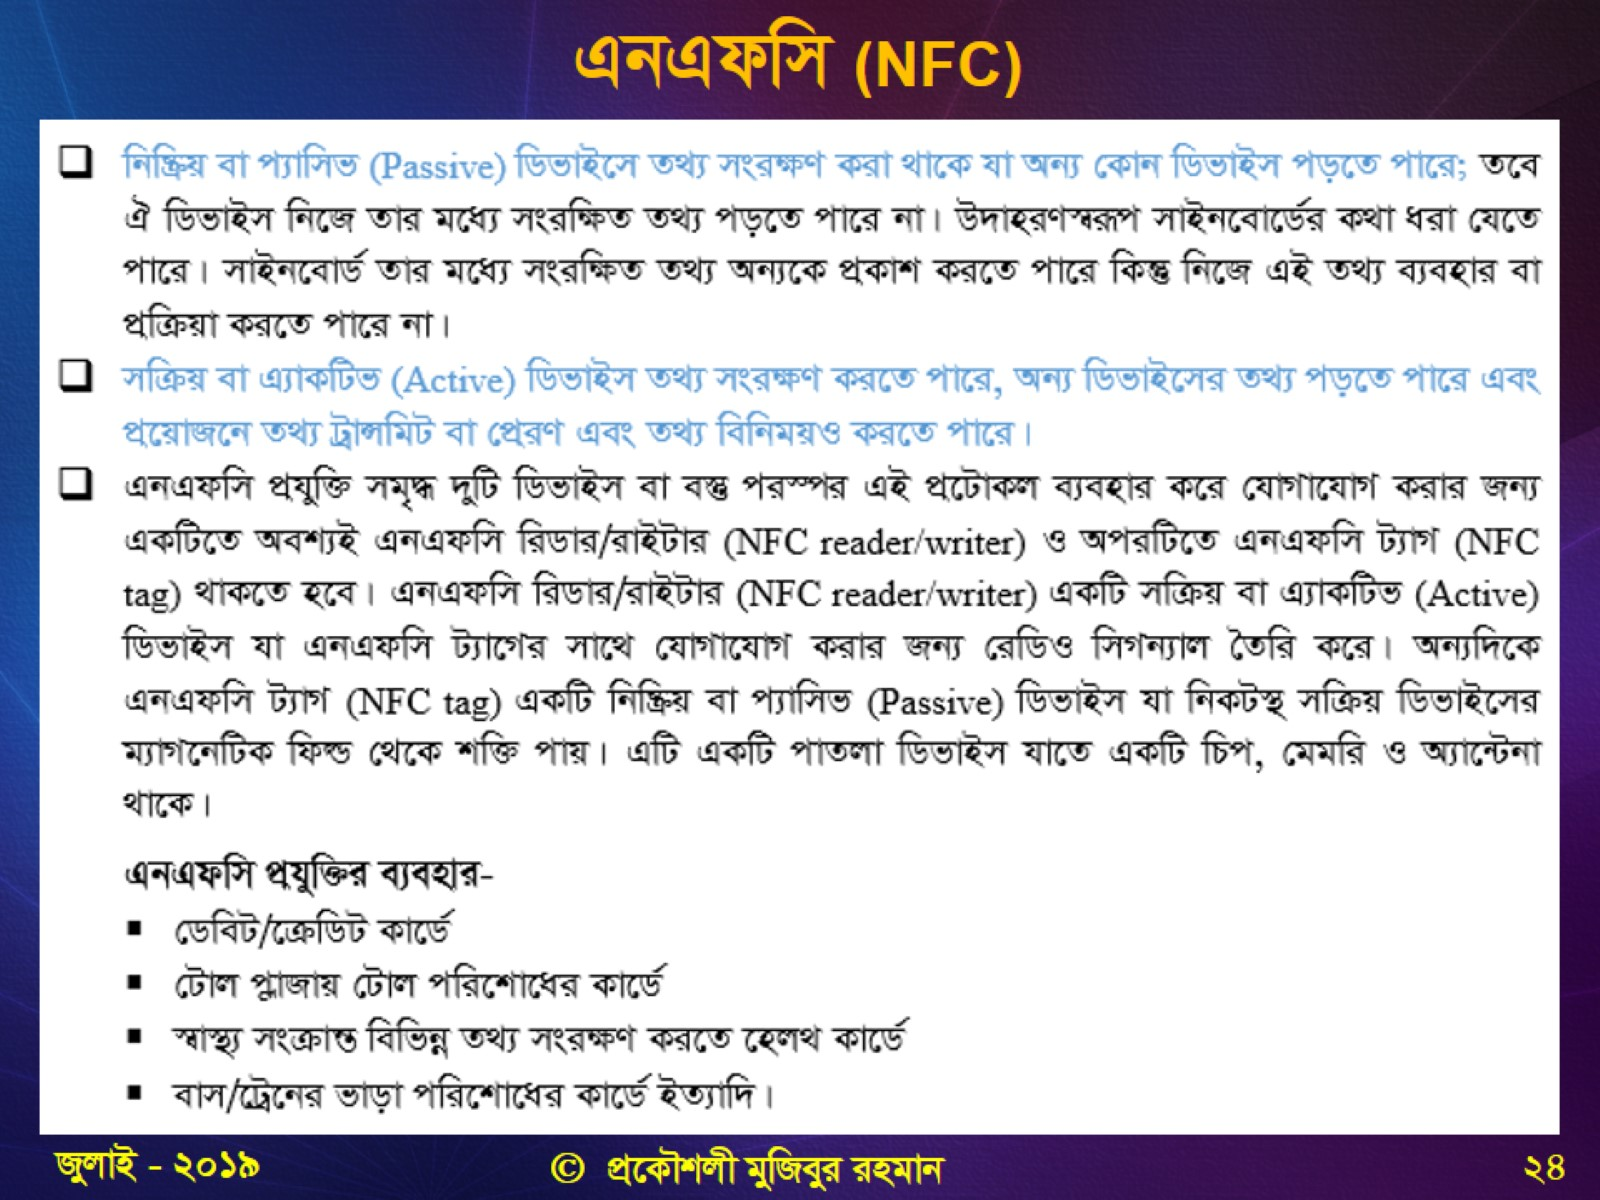 এনএফসি (NFC)
নিষ্ক্রিয় বা প্যাসিভ (Passive) ডিভাইসে তথ্য সংরক্ষণ করা থাকে যা অন্য কোন ডিভাইস পড়তে পারে; তবে
ঐ ডিভাইস নিজে তার মধ্যে সংরক্ষিত তথ্য পড়তে পারে না। উদাহরণস্বরূপ সাইনবোর্ডের কথা ধরা যেতে
পারে। সাইনবোর্ড তার মধ্যে সংরক্ষিত তথ্য অন্যকে প্রকাশ করতে পারে কিন্তু নিজে এই তথ্য ব্যবহার বা
প্রক্রিয়া করতে পারে না।
সক্রিয় বা এ্যাকটিভ (Active) ডিভাইস তথ্য সংরক্ষণ করতে পারে, অন্য ডিভাইসের তথ্য পড়তে পারে এবং
প্রয়োজনে তথ্য ট্রান্সমিট বা প্রেরণ এবং তথ্য বিনিময়ও করতে পারে।
এনএফসি প্রযুক্তি সমৃদ্ধ দুটি ডিভাইস বা বস্তু পরস্পর এই প্রটোকল ব্যবহার করে যোগাযোগ করার জন্য
একটিতে অবশ্যই এনএফসি রিডার/রাইটার (NFC reader/writer) ও অপরটিতে এনএফসি ট্যাগ (NFC
tag) থাকতে হবে। এনএফসি রিডার/রাইটার (NFC reader/writer) একটি সক্রিয় বা এ্যাকটিভ (Active)
ডিভাইস যা এনএফসি ট্যাগের সাথে যোগাযোগ করার জন্য রেডিও সিগন্যাল তৈরি করে। অন্যদিকে
এনএফসি ট্যাগ (NFC tag) একটি নিষ্ক্রিয় বা প্যাসিভ (Passive) ডিভাইস যা নিকটস্থ সক্রিয় ডিভাইসের
ম্যাগনেটিক ফিল্ড থেকে শক্তি পায়। এটি একটি পাতলা ডিভাইস যাতে একটি চিপ, মেমরি ও অ্যান্টেনা
থাকে।
এনএফসি প্রযুক্তির ব্যবহার-
▪ ডেবিট/ক্রেডিট কার্ডে
▪ টোল প্লাজায় টোল পরিশোধের কার্ডে
▪ স্বাস্থ্য সংক্রান্ত বিভিন্ন তথ্য সংরক্ষণ করতে হেলথ কার্ডে
▪ বাস/ট্রেনের ভাড়া পরিশোধের কার্ডে ইত্যাদি।
জুলাই - ২০১৯
© প্রকৌশলী মুজিবুর রহমান
২৪